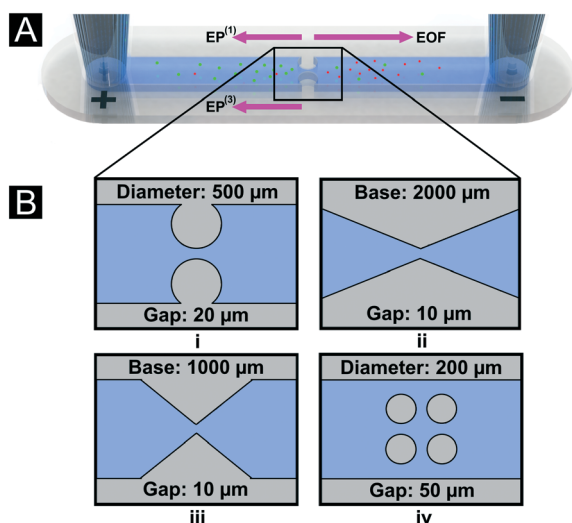 A
EP(1)
EOF
+
−
EP(3)
B
Diameter: 500 µm
Gap: 20 µm
i
Base: 2000 µm
Gap: 10 µm
ii
Base: 1000 µm
Gap: 10 µm
iii
Diameter: 200 µm
Gap: 50 µm
iv